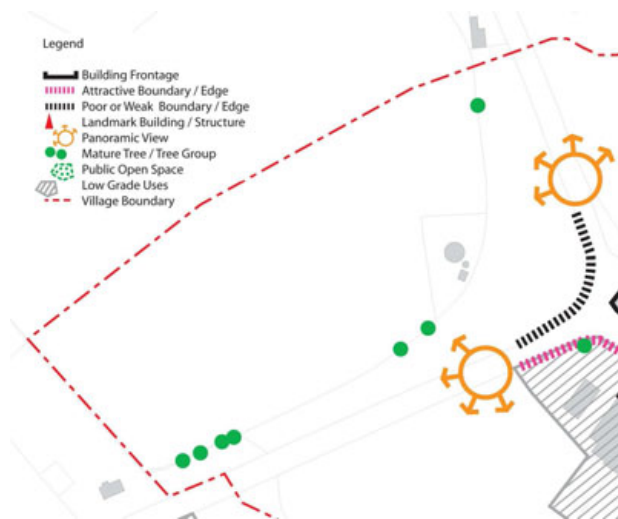 Legend
Building Frontage
Attractive Boundary / Edge
Poor or Weak Boundary / Edge
Landmark Building / Structure
Panoramic View
Mature Tree / Tree Group
Public Open Space
Low Grade Uses
Village Boundary